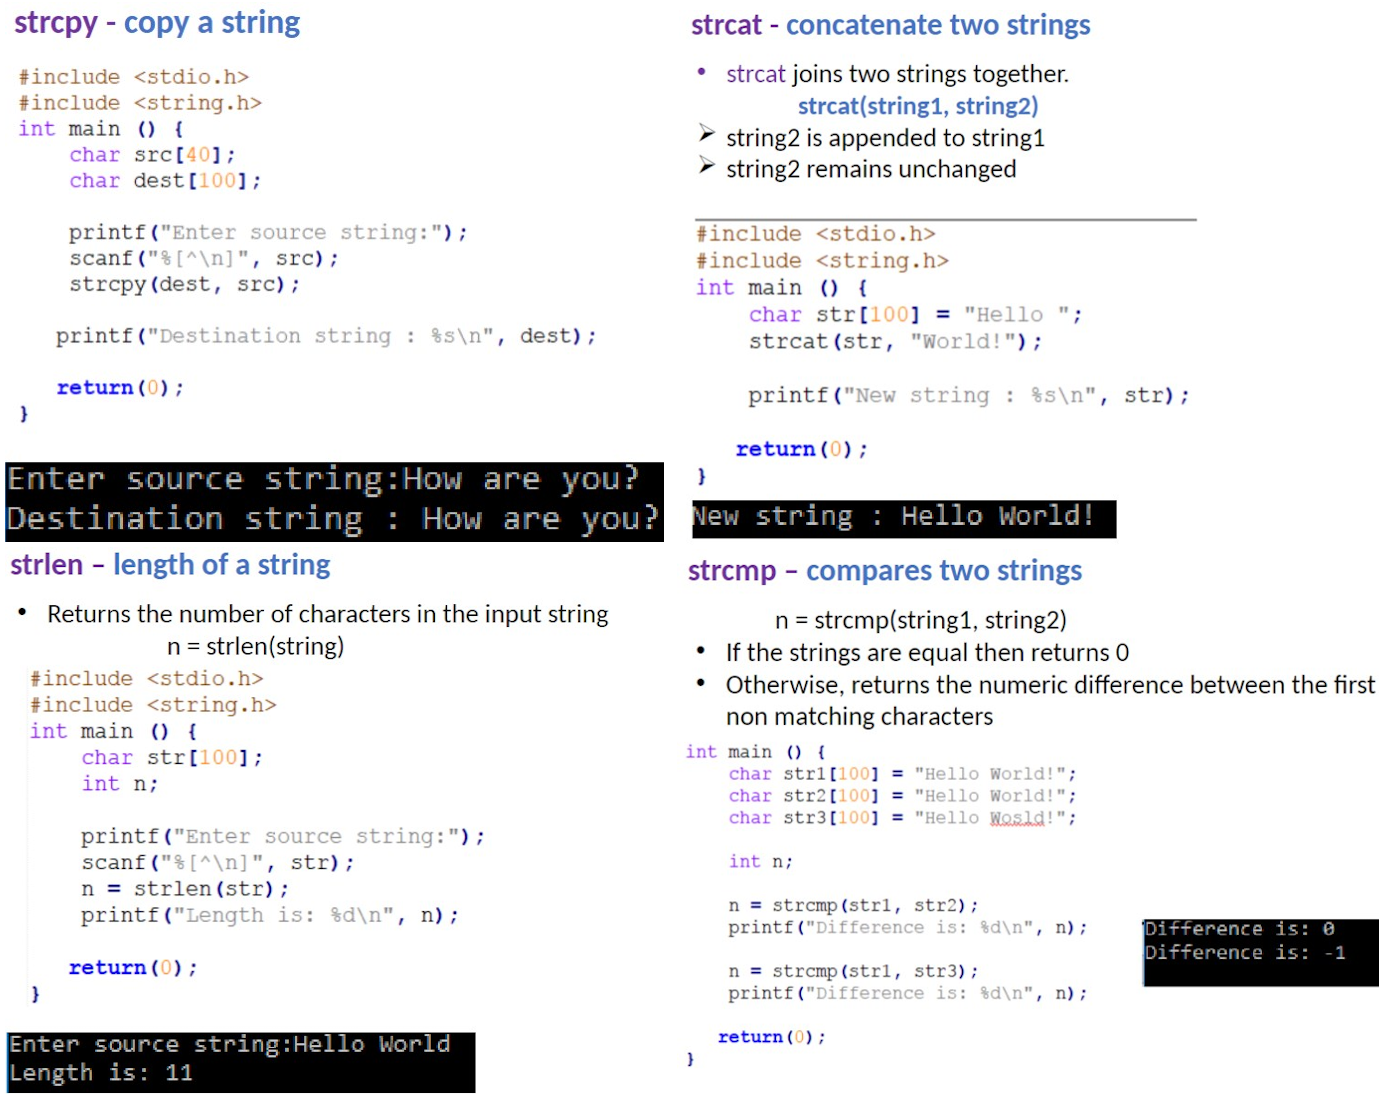 strcpy - copy a string
#include <stdio.h>
#include <string.h>
int main () {
char src[40];
char dest[100];
printf("Enter source string:");
scanf("%[^\n]", src);
strcpy(dest, src);
printf("Destination string : %s\n", dest);
return(0);
}
Enter source string:How are you?
Destination string : How are you?
strcat - concatenate two strings
• strcat joins two strings together.
strcat(string1, string2)
➢ string2 is appended to string1
➢ string2 remains unchanged
#include <stdio.h>
#include <string.h>
int main () {
char str[100] = "Hello ";
strcat(str, "World!");
printf("New string : %s\n", str);
return(0);
}
New string : Hello World!
strlen – length of a string
• Returns the number of characters in the input string
n = strlen(string)
#include <stdio.h>
#include <string.h>
int main () {
char str[100];
int n;
printf("Enter source string:");
scanf("%[^\n]", str);
n = strlen(str);
printf("Length is: %d\n", n);
return(0);
}
Enter source string:Hello World
Length is: 11
strcmp – compares two strings
n = strcmp(string1, string2)
• If the strings are equal then returns 0
• Otherwise, returns the numeric difference between the first
non matching characters
int main () {
char str1[100] = "Hello World!";
char str2[100] = "Hello World!";
char str3[100] = "Hello Wosld!";
int n;
n = strcmp(str1, str2);
printf("Difference is: %d\n", n);
n = strcmp(str1, str3);
printf("Difference is: %d\n", n);
return(0);
}
Difference is: 0
Difference is: -1